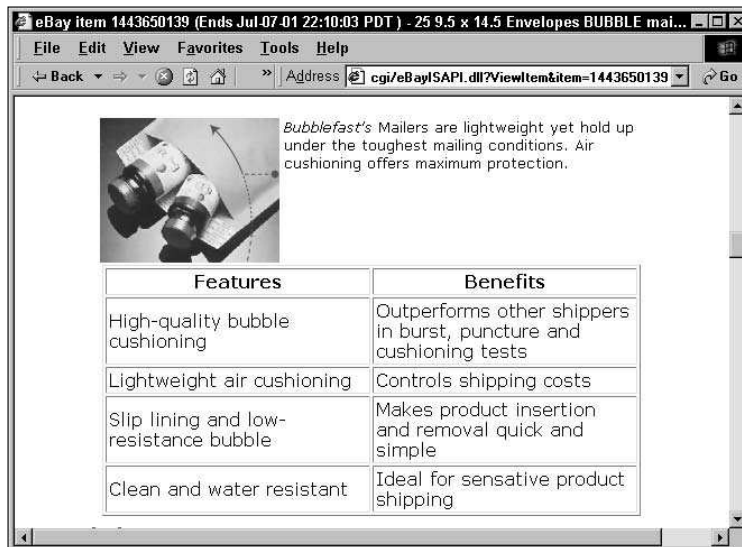 eBay item 1443650139 (Ends Jul-07-01 22:10:03 PDT ) - 25 9.5 x 14.5 Envelopes BUBBLE mai...
File Edit View Favorites Tools Help
Back » Address cgi/eBayISAPI.dll?ViewItem&item=1443650139 Go
Bubblefast's Mailers are lightweight yet hold up
under the toughest mailing conditions. Air
cushioning offers maximum protection.
Features Benefits
High-quality bubble
cushioning
Outperforms other shippers
in burst, puncture and
cushioning tests
Lightweight air cushioning Controls shipping costs
Slip lining and low-
resistance bubble
Makes product insertion
and removal quick and
simple
Clean and water resistant
Ideal for sensative product
shipping